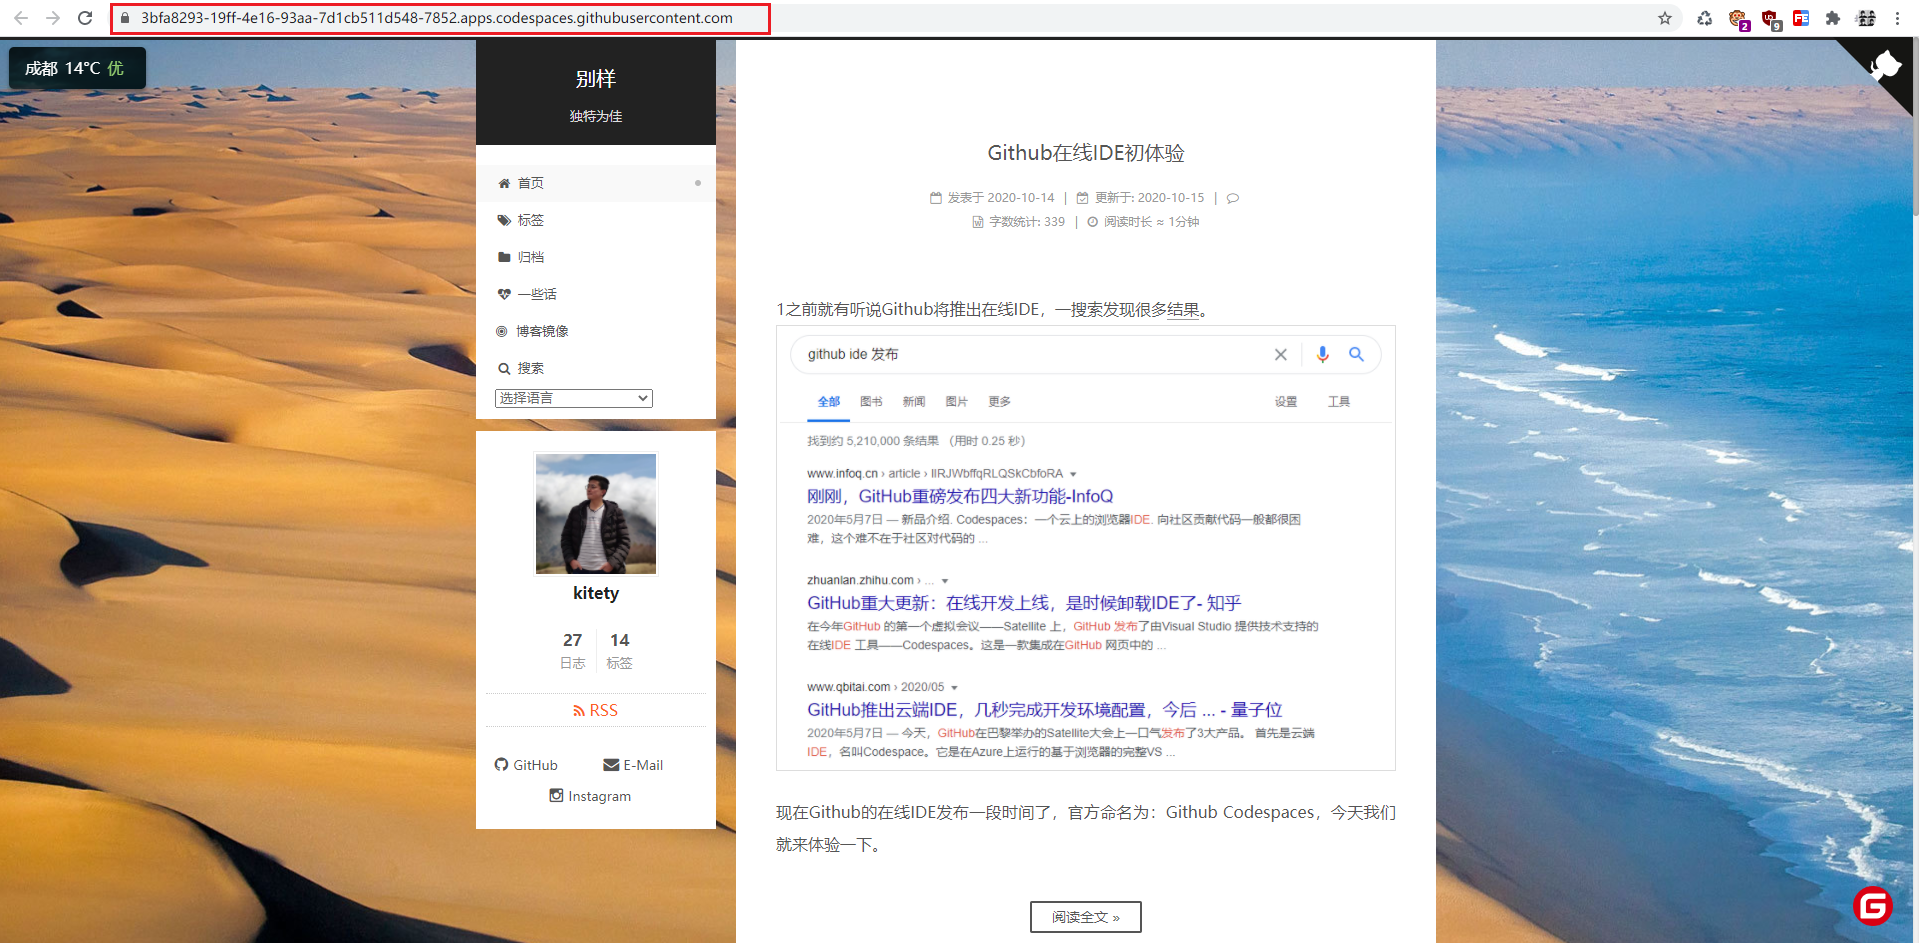 3bfa8293-19ff-4e16-93aa-7d1cb511d548-7852.apps.codespaces.githubusercontent.com
2
9
FE
成都 14°C 优
别样
独特为佳
首页
标签
归档
一些话
博客镜像
搜索
选择语言
kitety
27 14
日志 标签
RSS
GitHub E-Mail
Instagram
Github在线IDE初体验
发表于 2020-10-14 | 更新于: 2020-10-15 |
字数统计: 339 | 阅读时长 ≈ 1分钟
1之前就有听说Github将推出在线IDE，一搜索发现很多结果。
github ide 发布
全部 图书 新闻 图片 更多 设置 工具
找到约 5,210,000 条结果 （用时 0.25 秒）
www.infoq.cn › article › lIRJWbffqRLQSkCbfoRA
刚刚，GitHub重磅发布四大新功能-InfoQ
2020年5月7日 — 新品介绍. Codespaces：一个云上的浏览器IDE. 向社区贡献代码一般都很困
难，这个难不在于社区对代码的 ...
zhuanlan.zhihu.com › ...
GitHub重大更新：在线开发上线，是时候卸载IDE了- 知乎
在今年GitHub 的第一个虚拟会议——Satellite 上，GitHub 发布了由Visual Studio 提供技术支持的
在线IDE 工具——Codespaces。这是一款集成在GitHub 网页中的 ...
www.qbitai.com › 2020/05
GitHub推出云端IDE，几秒完成开发环境配置，今后 ... - 量子位
2020年5月7日 — 今天，GitHub在巴黎举办的Satellite大会上一口气发布了3大产品。 首先是云端
IDE，名叫Codespace。它是在Azure上运行的基于浏览器的完整VS ...
现在Github的在线IDE发布一段时间了，官方命名为：Github Codespaces，今天我们
就来体验一下。
阅读全文 »
G